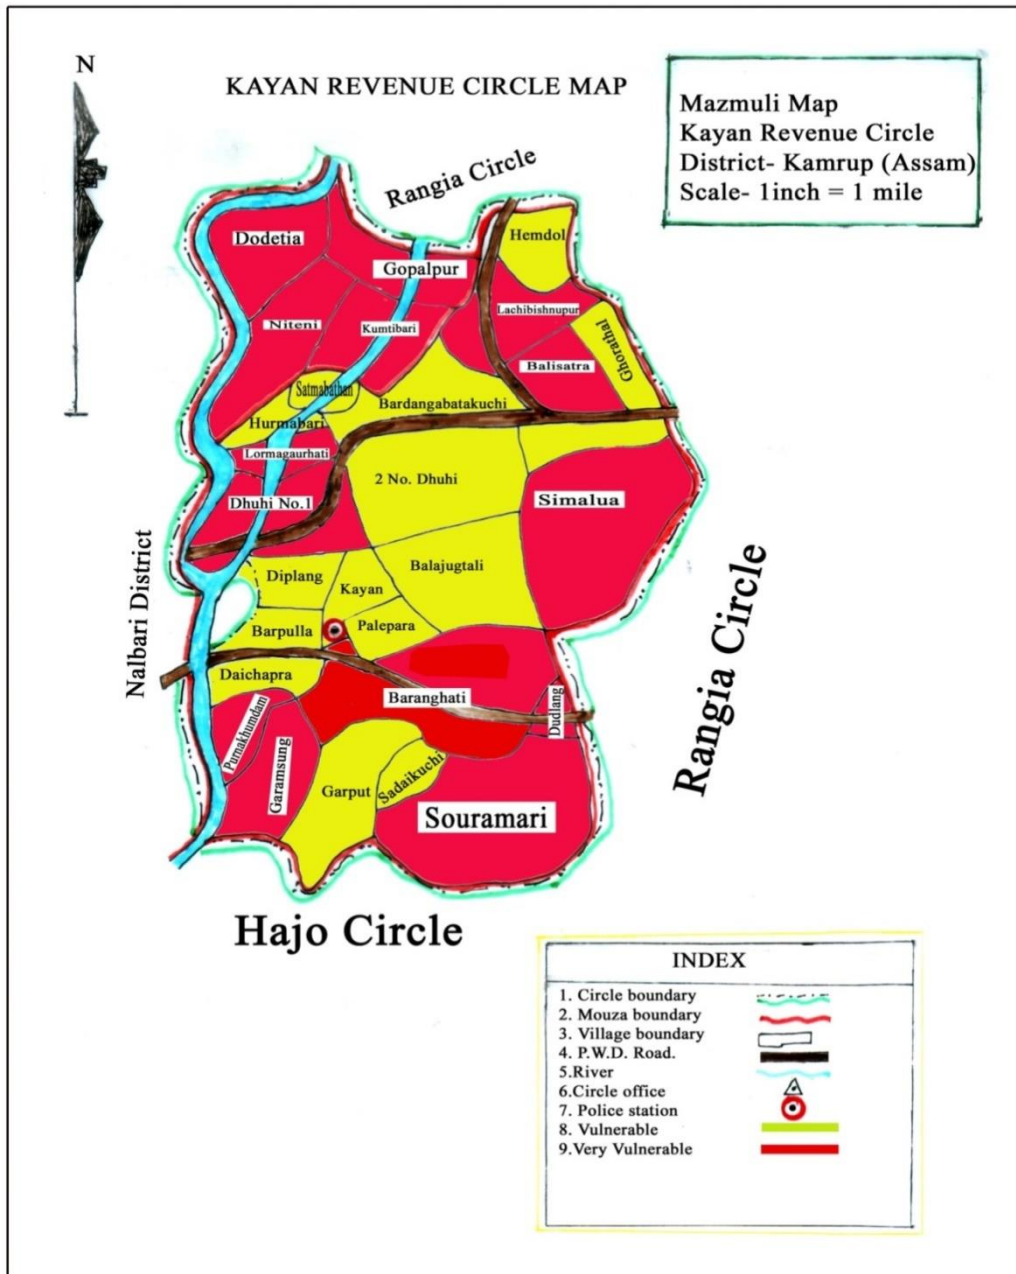 N
KAYAN REVENUE CIRCLE MAP
Mazmuli Map
Kayan Revenue Circle
District- Kamrup (Assam)
Scale- 1inch = 1 mile
Rangia Circle
Hemdol
Dodetia
Gopalpur
Lachibishnupur
Niteni
Kumtibari
Ghorathal
Balisatra
Satmabathan
Bardangabatakuchi
Hurmabari
Lormagaurhati
2 No. Dhuhi
Simalua
Dhuhi No.1
Nalbari District
Diplang
Kayan
Balajugtali
Barpulla
Palepara
Rangia Circle
Daichapra
Baranghati
Dudlang
Purnakhumdam
Garamsung
Garput
Sadaikuchi
Souramari
Hajo Circle
INDEX
1. Circle boundary
2. Mouza boundary
3. Village boundary
4. P.W.D. Road.
5.River
6.Circle office
7. Police station
8. Vulnerable
9.Very Vulnerable